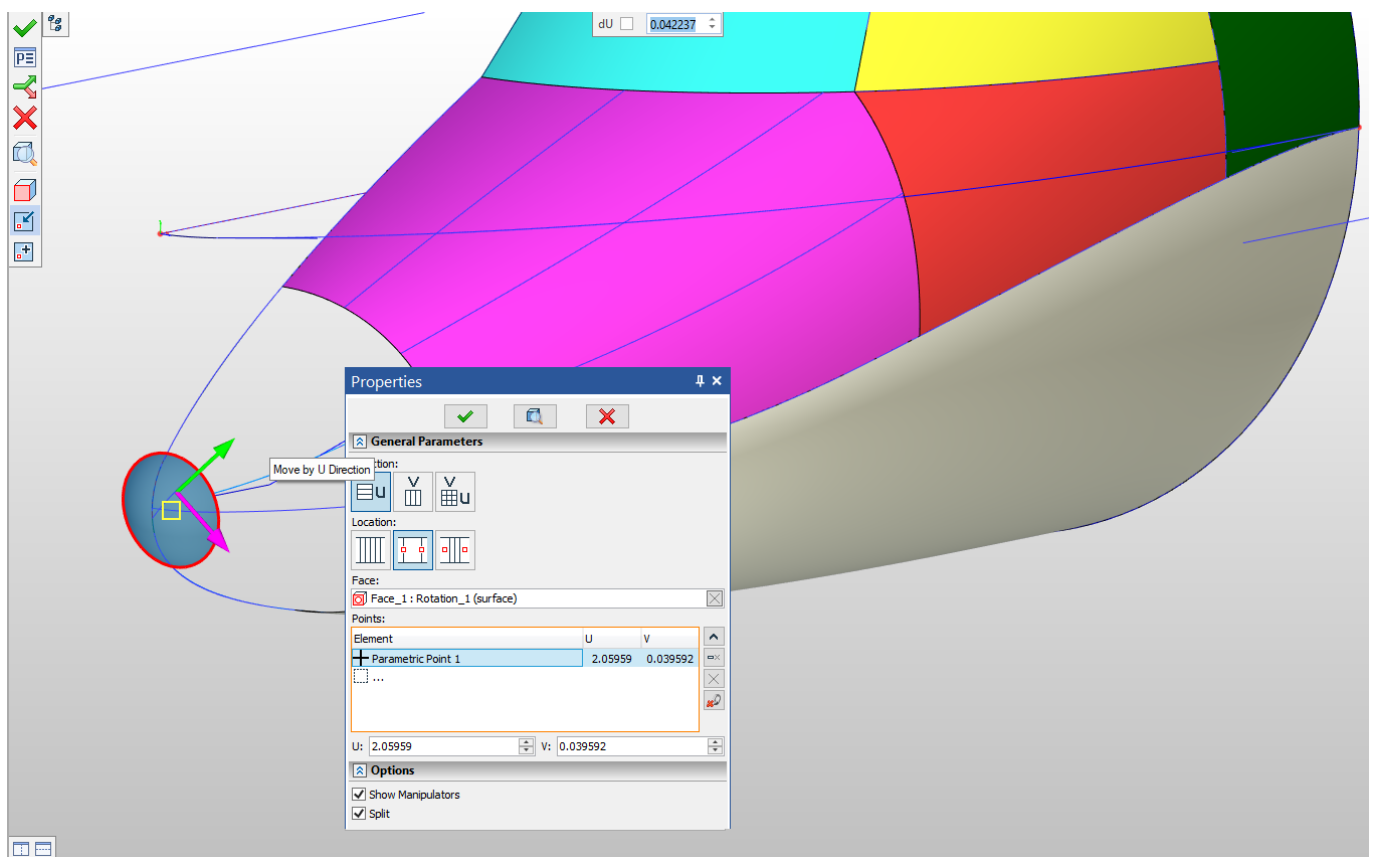 dU 0.042237
Properties
General Parameters
Move by U Direction
ction:
U
V
V
U
Location:
Face:
Face_1 : Rotation_1 (surface)
Points:
Element U V
Parametric Point 1 2.05959 0.039592
...
U: 2.05959 V: 0.039592
Options
Show Manipulators
Split